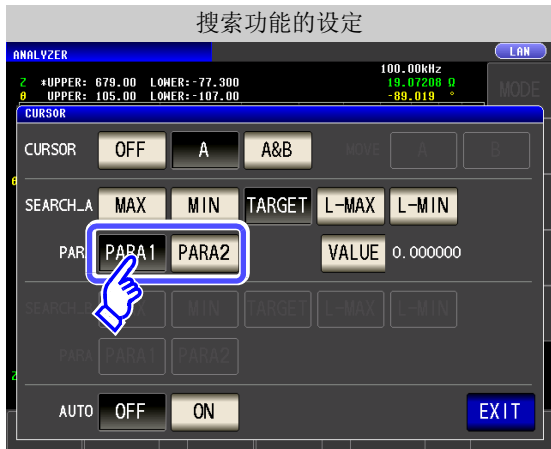 搜索功能的设定
ANALYZER LAN
100.00kHz
Z *UPPER: 679.00 LOWER:-77.300 19.07208 Ω
θ UPPER: 105.00 LOWER:-107.00 -89.019 °
MODE
CURSOR
CURSOR OFF A A&B MOVE A B
θ
SEARCH_A MAX MIN TARGET L-MAX L-MIN
PAR PARA1 PARA2 VALUE 0.000000
SEARCH_B MIN TARGET L-MAX L-MIN
PARA PARA1 PARA2
Z
AUTO OFF ON EXIT